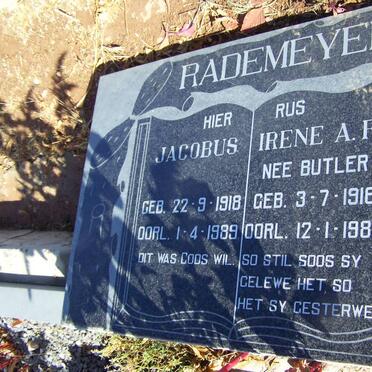 RADEMEYE
HIER RUS
JACOBUS
GEB. 22-9-1918
OORL. 1-4-1989
DIT WAS GODS WIL.
IRENE A.
NEE BUTLER
GEB. 3-7-1916
OORL. 12-1-198
SO STIL SOOS SY
GELEWE HET SO
HET SY GESTERWE